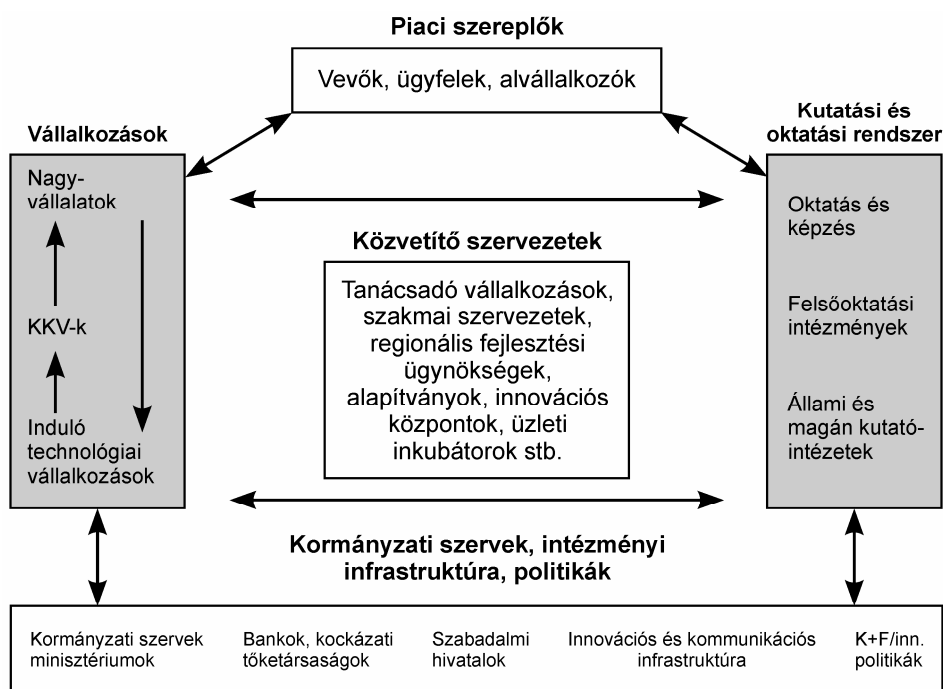 Piaci szereplők
Vevők, ügyfelek, alvállalkozók
Vállalkozások
Nagy-
vállalatok
KKV-k
Induló
technológiai
vállalkozások
Kutatási és
oktatási rendszer
Oktatás és
képzés
Felsőoktatási
intézmények
Állami és
magán kutató-
intézetek
Közvetítő szervezetek
Tanácsadó vállalkozások,
szakmai szervezetek,
regionális fejlesztési
ügynökségek,
alapítványok, innovációs
központok, üzleti
inkubátorok stb.
Kormányzati szervek, intézményi
infrastruktúra, politikák
Kormányzati szervek
minisztériumok
Bankok, kockázati
tőketársaságok
Szabadalmi
hivatalok
Innovációs és kommunikációs
infrastruktúra
K+F/inn.
politikák